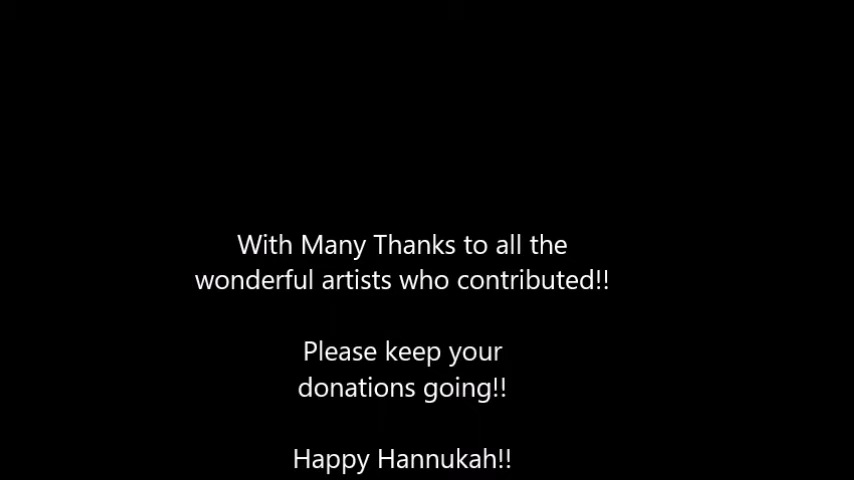 With Many Thanks to all the
wonderful artists who contributed!!
Please keep your
donations going!!
Happy Hannukah!!